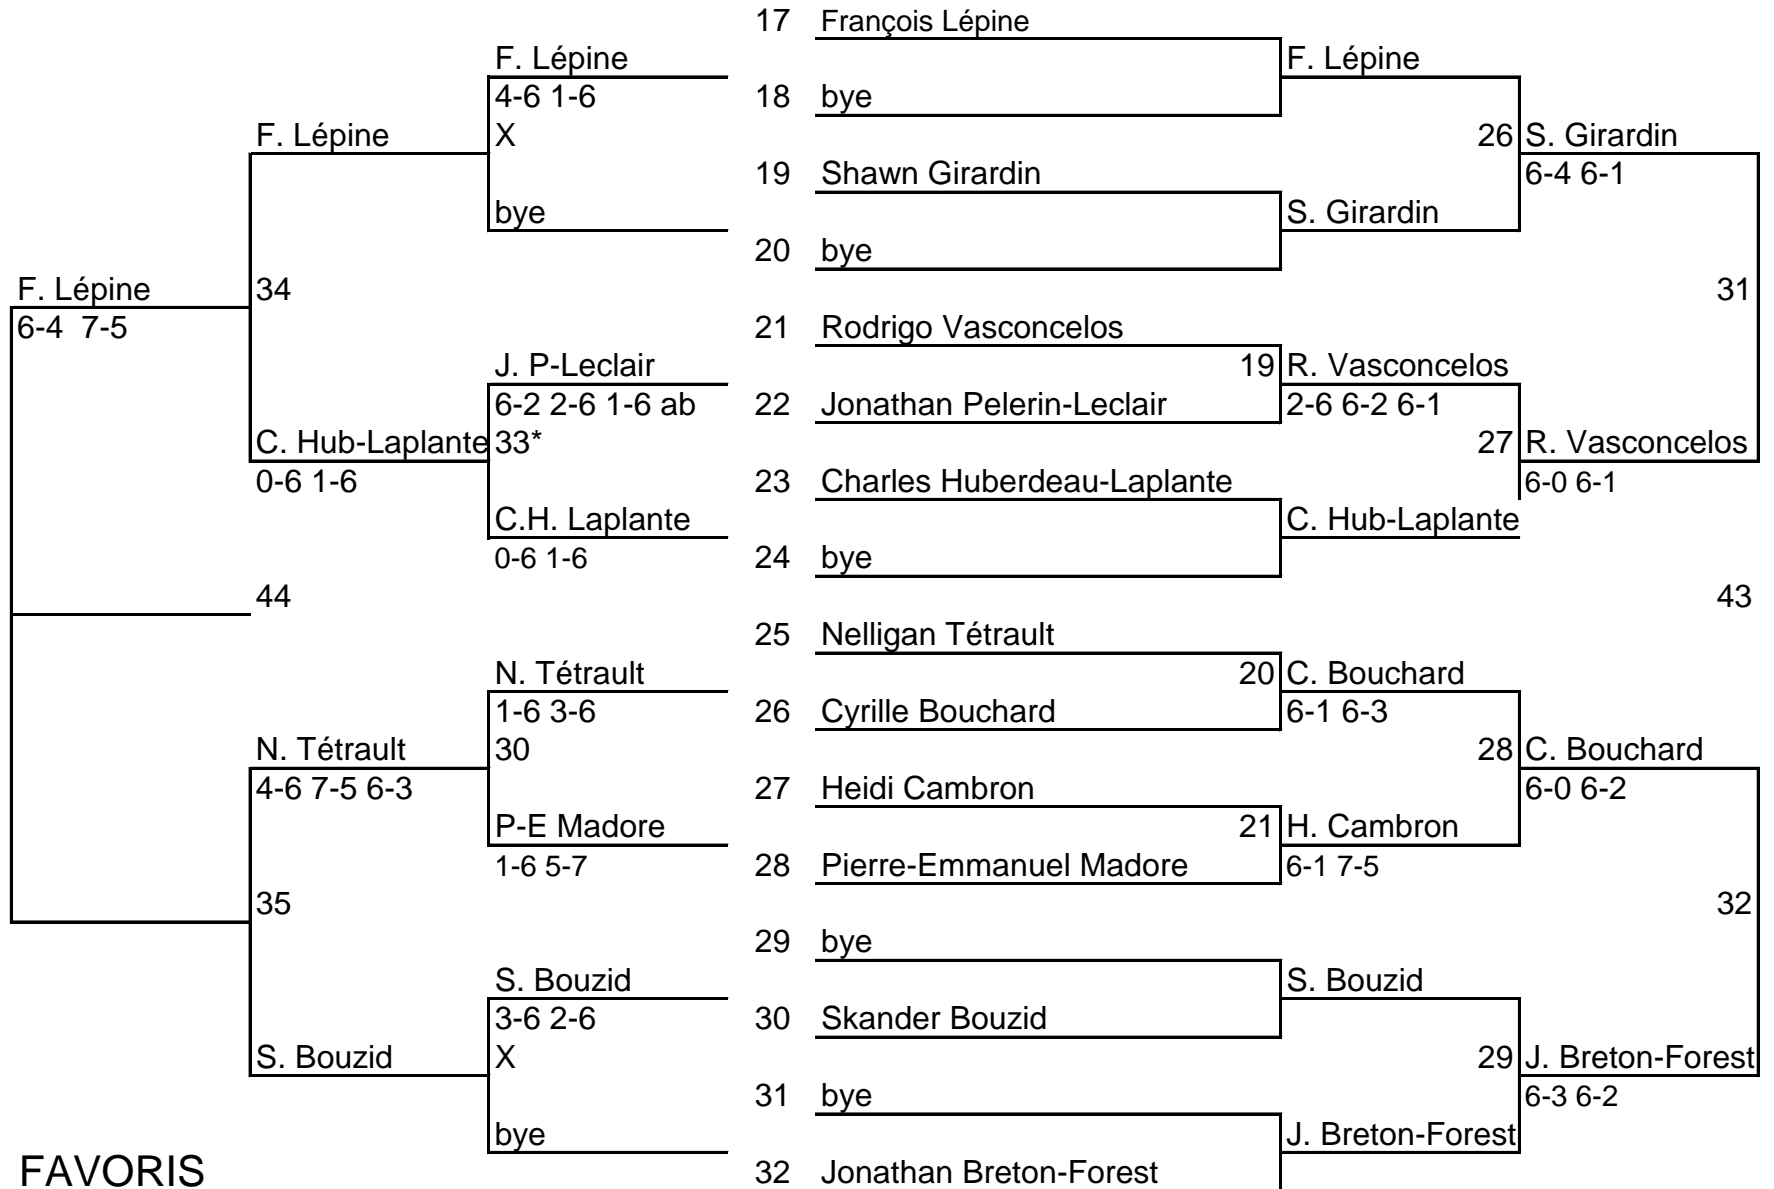 17 François Lépine
F. Lépine F. Lépine
4-6 1-6 18 bye
F. Lépine X 26 S. Girardin
19 Shawn Girardin 6-4 6-1
bye S. Girardin
20 bye
F. Lépine 34 31
6-4 7-5 21 Rodrigo Vasconcelos
J. P-Leclair 19 R. Vasconcelos
6-2 2-6 1-6 ab 22 Jonathan Pelerin-Leclair 2-6 6-2 6-1
C. Hub-Laplante 33* 27 R. Vasconcelos
0-6 1-6 23 Charles Huberdeau-Laplante 6-0 6-1
C.H. Laplante C. Hub-Laplante
0-6 1-6 24 bye
44 43
25 Nelligan Tétrault
N. Tétrault 20 C. Bouchard
1-6 3-6 26 Cyrille Bouchard 6-1 6-3
N. Tétrault 30 28 C. Bouchard
4-6 7-5 6-3 27 Heidi Cambron 6-0 6-2
P-E Madore 21 H. Cambron
1-6 5-7 28 Pierre-Emmanuel Madore 6-1 7-5
35 32
29 bye
S. Bouzid S. Bouzid
3-6 2-6 30 Skander Bouzid
S. Bouzid X 29 J. Breton-Forest
31 bye 6-3 6-2
bye J. Breton-Forest
FAVORIS 32 Jonathan Breton-Forest